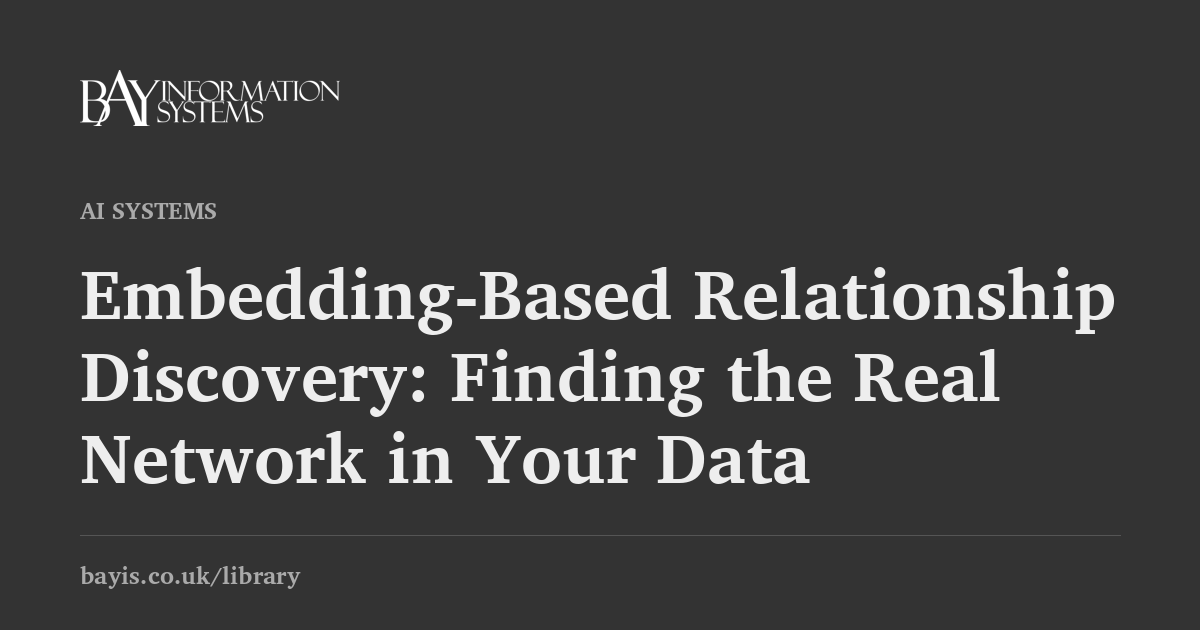 BAY INFORMATION
SYSTEMS
AI SYSTEMS
Embedding-Based Relationship
Discovery: Finding the Real
Network in Your Data
bayis.co.uk/library